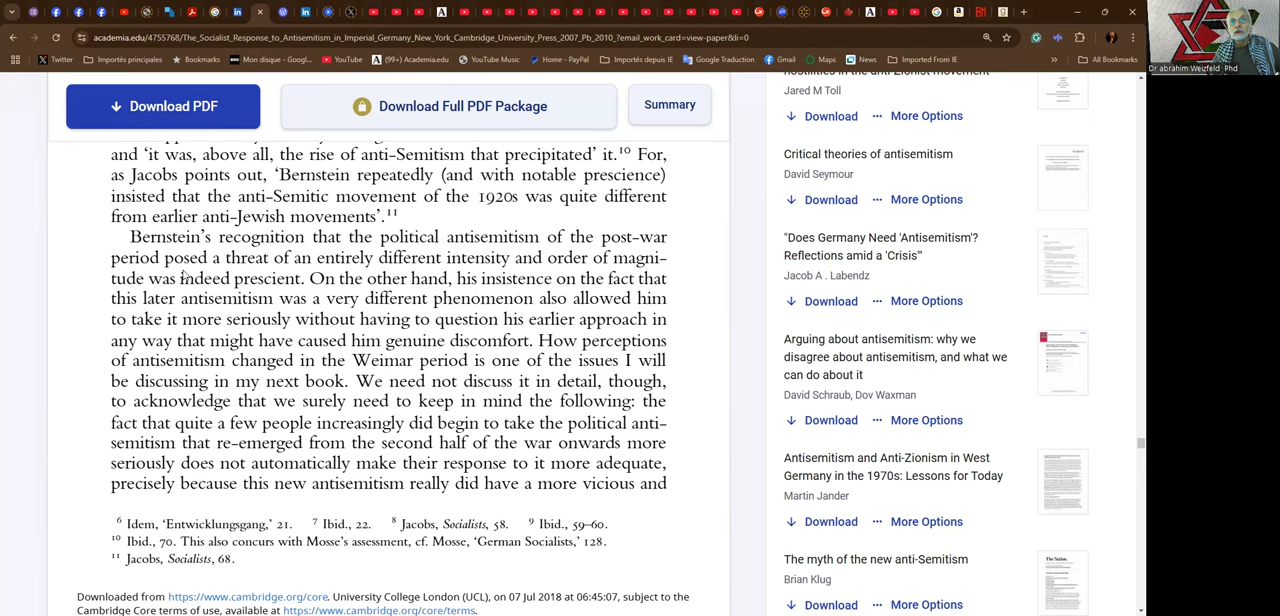 academia.edu/4755768/The_Socialist_Response_to_Antisemitism_in_Imperial_Germany_New_York_Cambridge_University_Press_2007_Pb_2010_?email_work_card=view-paper&li=0
Twitter
Importés principales
Bookmarks
Mon disque - Googl...
YouTube
(99+) Academia.edu
YouTube Music
Home - PayPal
Importés depuis IE
Google Traduction
Gmail
Maps
News
Imported From IE
All Bookmarks
Dr abrahim Weizfeld Phd
Download PDF
Download Full PDF Package
Summary
and ‘it was, above all, the rise of anti-Semitism that precipitated’ it.¹⁰ For,
as Jacobs points out, ‘Bernstein repeatedly (and with notable prescience)
insisted that the anti-Semitic movement of the 1920s was quite different
from earlier anti-Jewish movements’.¹¹
Bernstein’s recognition that the political antisemitism of the post-war
period posed a threat of an entirely different intensity and order of magni-
tude was indeed prescient. On the other hand, his insistence on the fact that
this later antisemitism was a very different phenomenon also allowed him
to take it more seriously without having to question his earlier approach in
any way that might have caused him genuine discomfort. How perceptions
of antisemitism changed in the Weimar period is one of the issues I will
be discussing in my next book. We need not discuss it in detail, though,
to acknowledge that we surely need to keep in mind the following: the
fact that quite a few people increasingly did begin to take the political anti-
semitism that re-emerged from the second half of the war onwards more
seriously does not automatically make their response to it more adequate,
precisely because this new antisemitism really did have a more vicious and
⁶ Idem, ‘Entwicklungsgang,’ 21. ⁷ Ibid., 22. ⁸ Jacobs, Socialists, 58. ⁹ Ibid., 59–60.
¹⁰ Ibid., 70. This also concurs with Mosse’s assessment, cf. Mosse, ‘German Socialists,’ 128.
¹¹ Jacobs, Socialists, 68.
Downloaded from https://www.cambridge.org/core. University College London (UCL), on 07 Jan 2018 at 06:45:03, subject to the
Cambridge Core terms of use, available at https://www.cambridge.org/core/terms.
hostilities in the anti-Zionist movement
Jared M Toll
Download
More Options
Critical theories of antisemitism
David Seymour
Download
More Options
"Does Germany Need 'Antisemitism'?
Reflections amid a 'Crisis'"
Jacob A . Labendz
Download
More Options
Arguing about antisemitism: why we
disagree about antisemitism, and what we
can do about it
David Schraub, Dov Waxman
Download
More Options
Antisemitism and Anti-Zionism in West
Germany in the 1970s: Lessons for Today
Martin Jander
Download
More Options
The myth of the new anti-Semitism
Brian Klug
Download
More Options
The Nation.